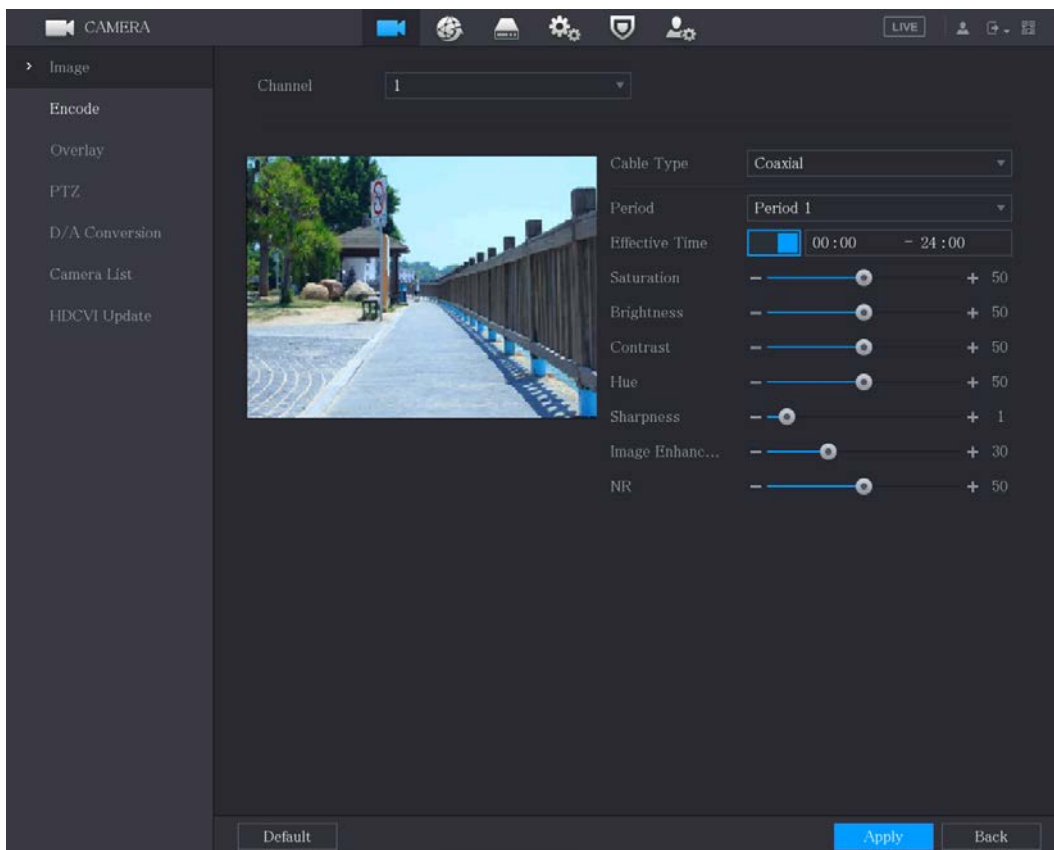 CAMERA
LIVE
Image
Encode
Overlay
PTZ
D/A Conversion
Camera List
HDCVI Update
Channel 1
Cable Type Coaxial
Period Period 1
Effective Time 00:00 - 24:00
Saturation - + 50
Brightness - + 50
Contrast - + 50
Hue - + 50
Sharpness - + 1
Image Enhanc... - + 30
NR - + 50
Default Apply Back